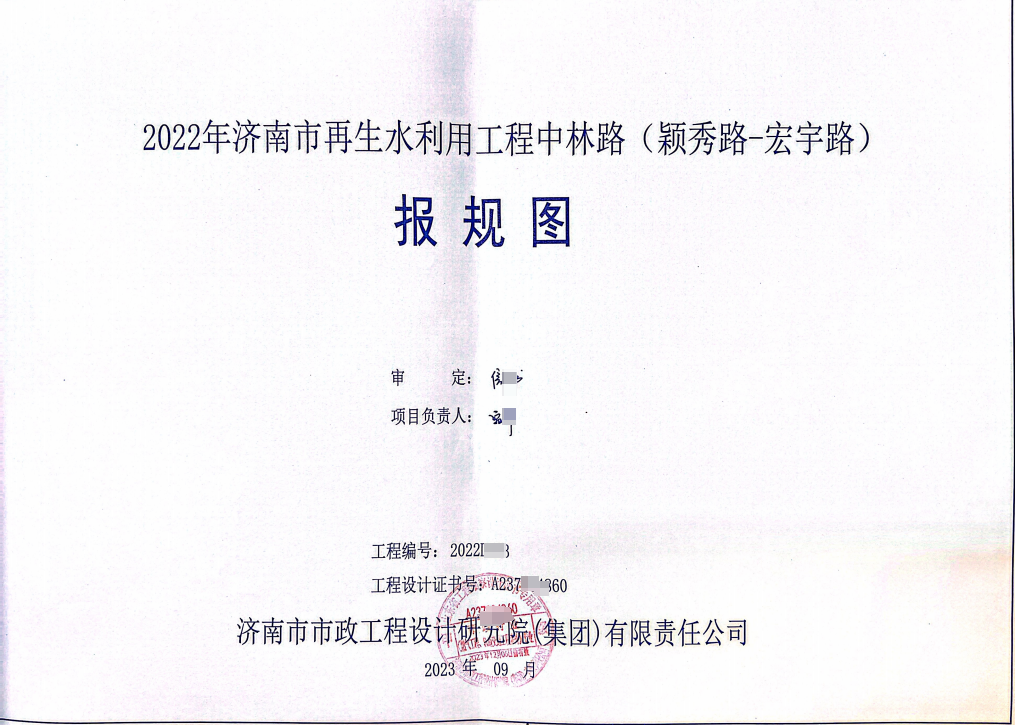 2022年济南市再生水利用工程中林路（颖秀路-宏宇路）
报规图
审 定：
项目负责人：
工程编号：2022
工程设计证书号：A237 360
济南市市政工程设计研究院(集团)有限责任公司
2023 年 09 月